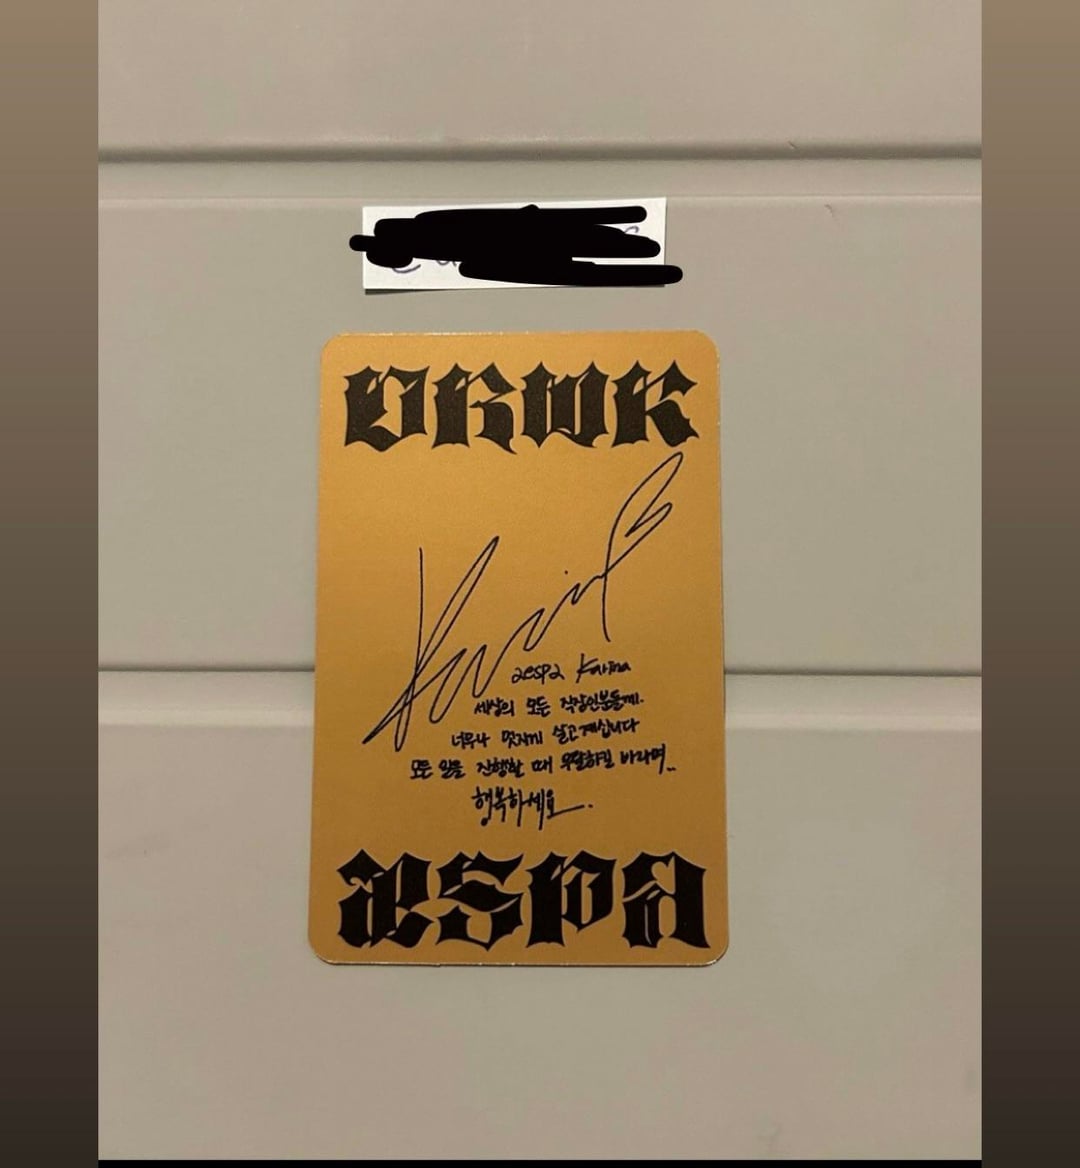 DRWK
Karina
aespa Karina
세상의 모든 직장인분들께.
너무나 멋지게 살고계십니다
모든 일을 진행할 때 무탈하길 바라며..
행복하세요.
æspa